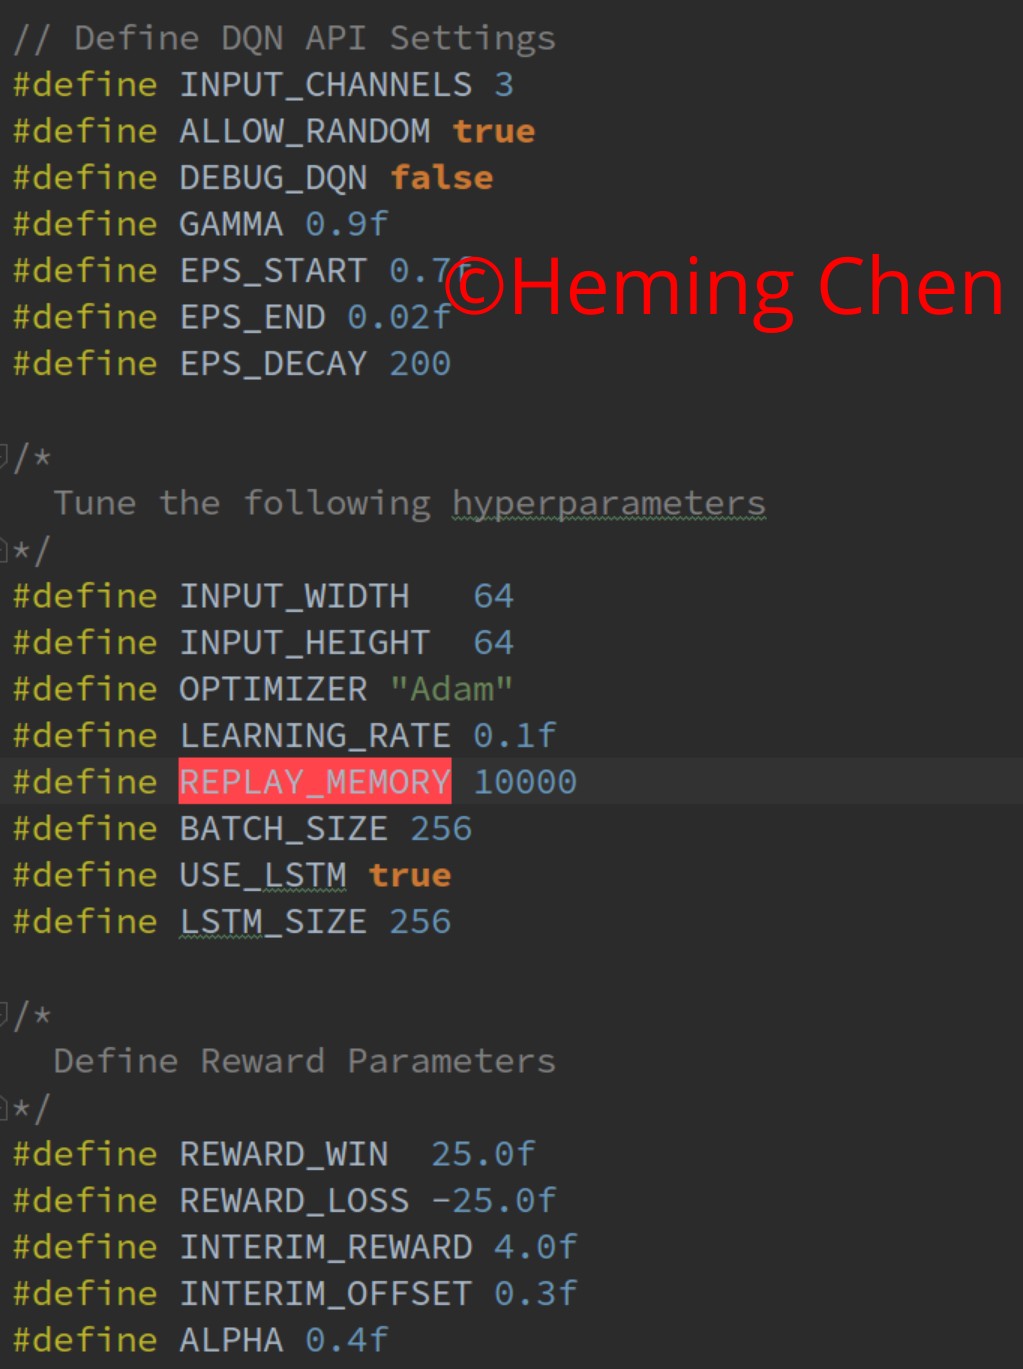 // Define DQN API Settings
#define INPUT_CHANNELS 3
#define ALLOW_RANDOM true
#define DEBUG_DQN false
#define GAMMA 0.9f
#define EPS_START 0.7f
©Heming Chen
#define EPS_END 0.02f
#define EPS_DECAY 200
/*
Tune the following hyperparameters
*/
#define INPUT_WIDTH   64
#define INPUT_HEIGHT  64
#define OPTIMIZER "Adam"
#define LEARNING_RATE 0.1f
#define REPLAY_MEMORY 10000
#define BATCH_SIZE 256
#define USE_LSTM true
#define LSTM_SIZE 256
/*
Define Reward Parameters
*/
#define REWARD_WIN  25.0f
#define REWARD_LOSS -25.0f
#define INTERIM_REWARD 4.0f
#define INTERIM_OFFSET 0.3f
#define ALPHA 0.4f